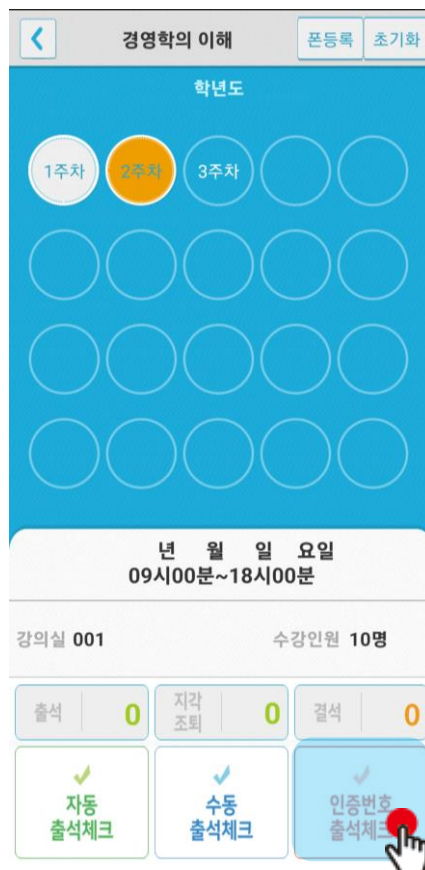 경영학의 이해
폰등록
초기화
학년도
1주차
2주차
3주차
년 월 일 요일
09시00분~18시00분
강의실 001
수강인원 10명
출석 0
지각
조퇴 0
결석 0
자동
출석체크
수동
출석체크
인증번호
출석체크